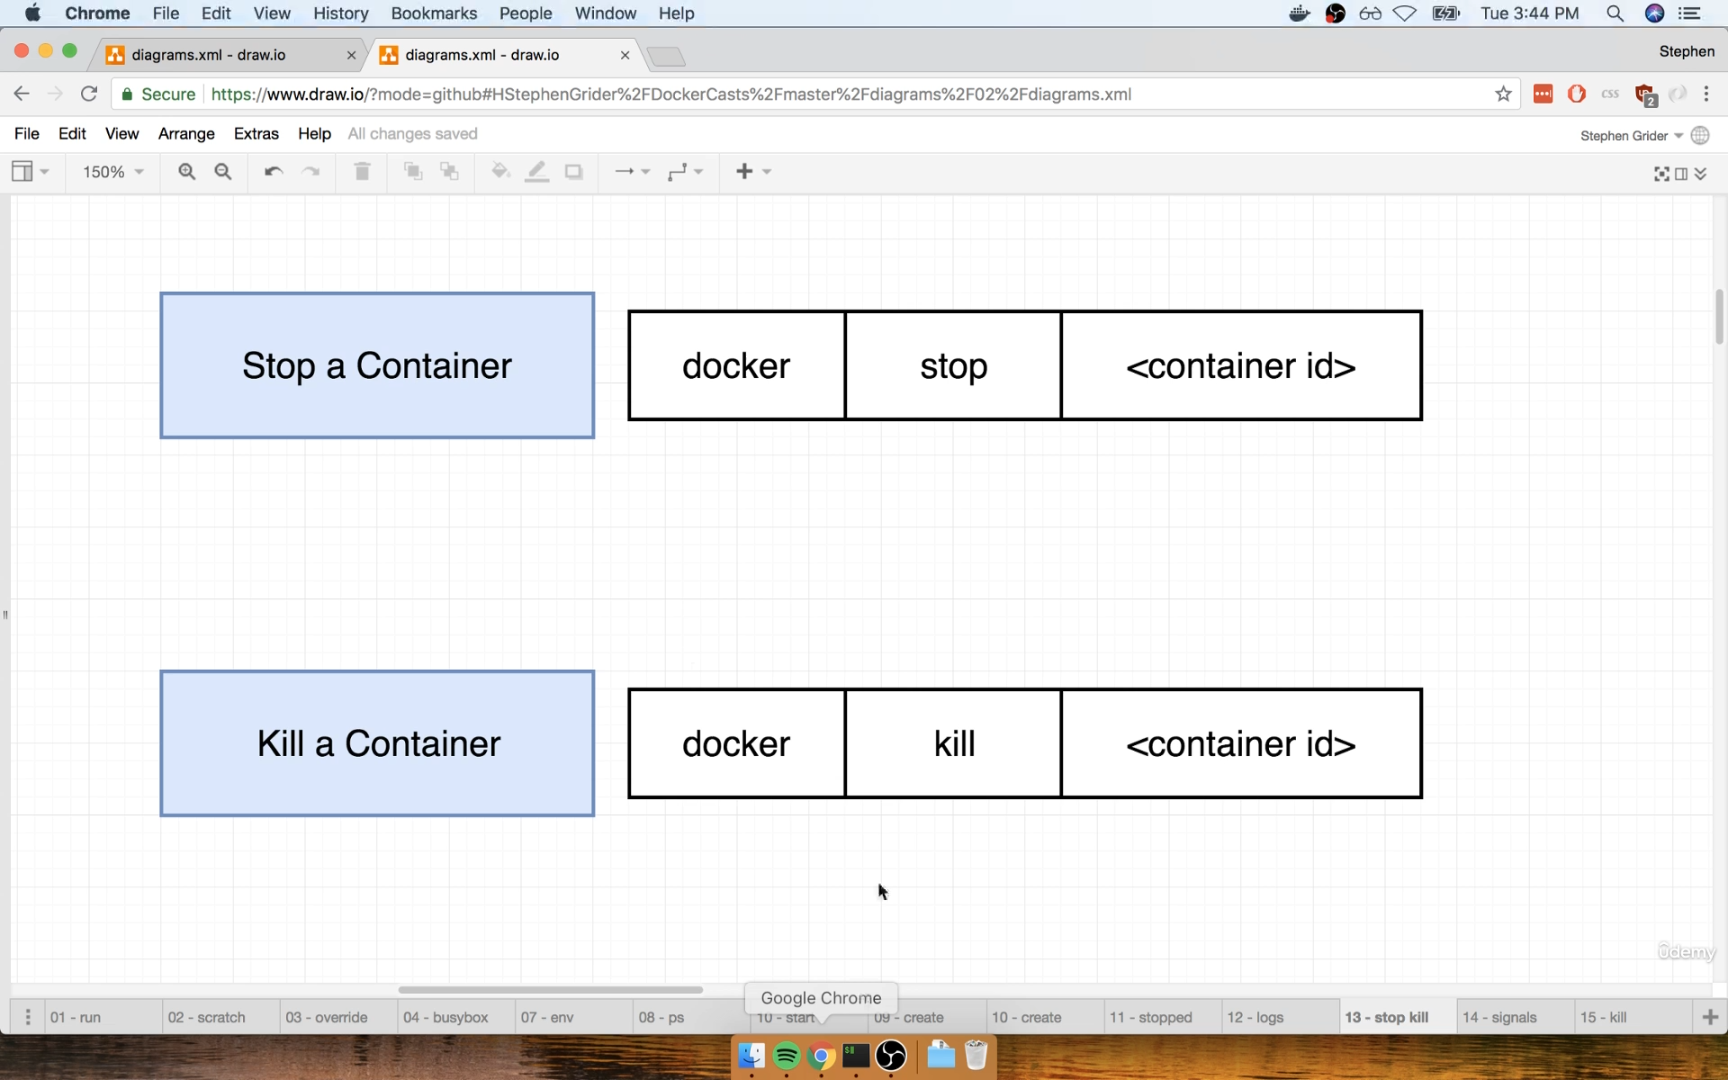 Chrome File Edit View History Bookmarks People Window Help Tue 3:44 PM
diagrams.xml - draw.io diagrams.xml - draw.io Stephen
Secure https://www.draw.io/?mode=github#HStephenGrider%2FDockerCasts%2Fmaster%2Fdiagrams%2F02%2Fdiagrams.xml css 2
File Edit View Arrange Extras Help All changes saved Stephen Grider
150%
Stop a Container docker stop <container id>
Kill a Container docker kill <container id>
ûdemy
Google Chrome
01 - run 02 - scratch 03 - override 04 - busybox 07 - env 08 - ps 10 - start 09 - create 10 - create 11 - stopped 12 - logs 13 - stop kill 14 - signals 15 - kill